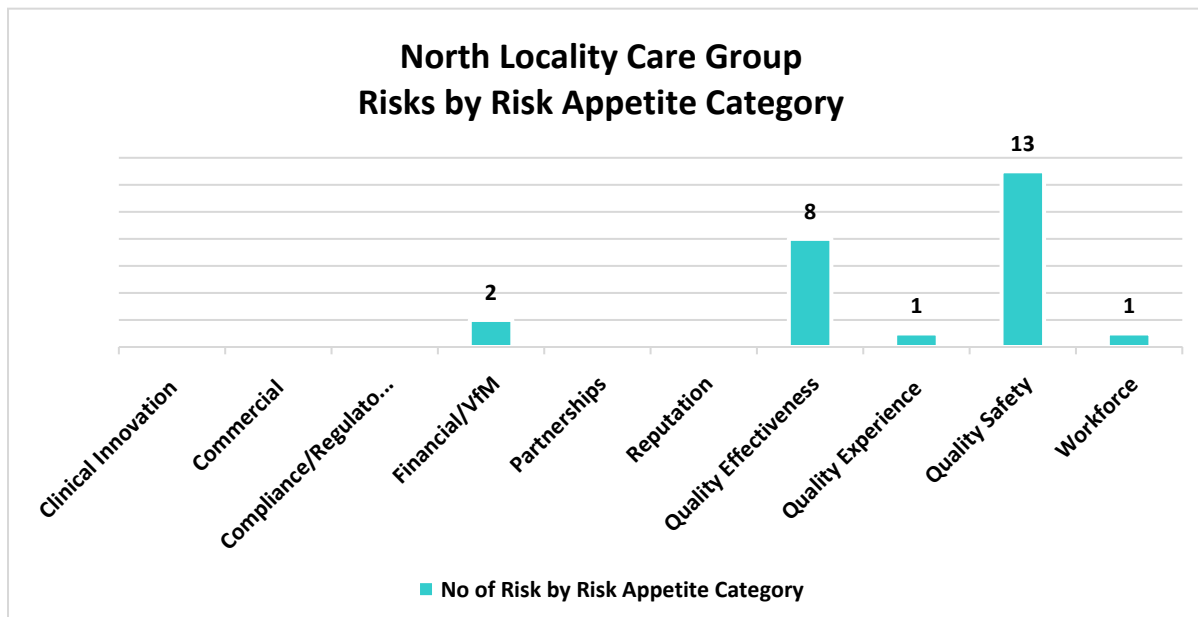 North Locality Care Group
Risks by Risk Appetite Category
13
8
2
1
1
Clinical Innovation
Commercial
Compliance/Regulato...
Financial/VfM
Partnerships
Reputation
Quality Effectiveness
Quality Experience
Quality Safety
Workforce
No of Risk by Risk Appetite Category